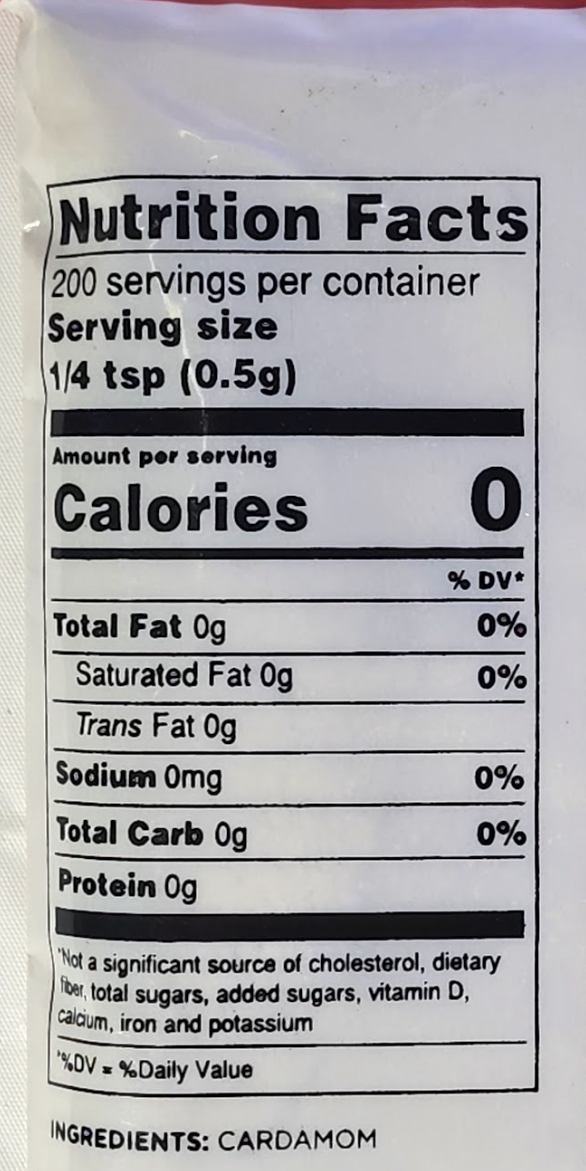 Nutrition Facts
200 servings per container
Serving size
1/4 tsp (0.5g)
Amount per serving
Calories 0
% DV*
Total Fat 0g 0%
Saturated Fat 0g 0%
Trans Fat 0g
Sodium 0mg 0%
Total Carb 0g 0%
Protein 0g
*Not a significant source of cholesterol, dietary
fiber, total sugars, added sugars, vitamin D,
calcium, iron and potassium
*%DV = %Daily Value
INGREDIENTS: CARDAMOM